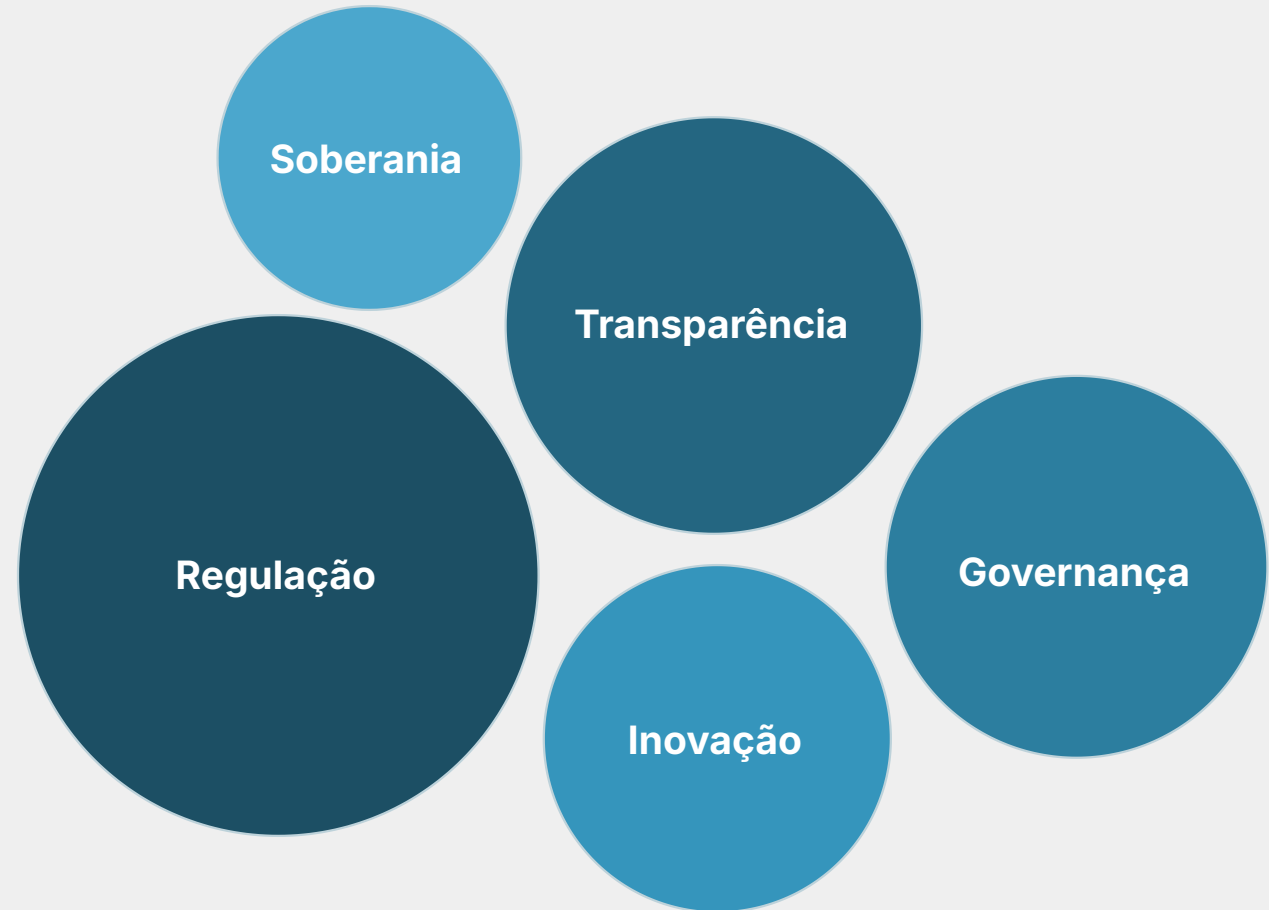 Soberania
Transparência
Regulação
Governança
Inovação